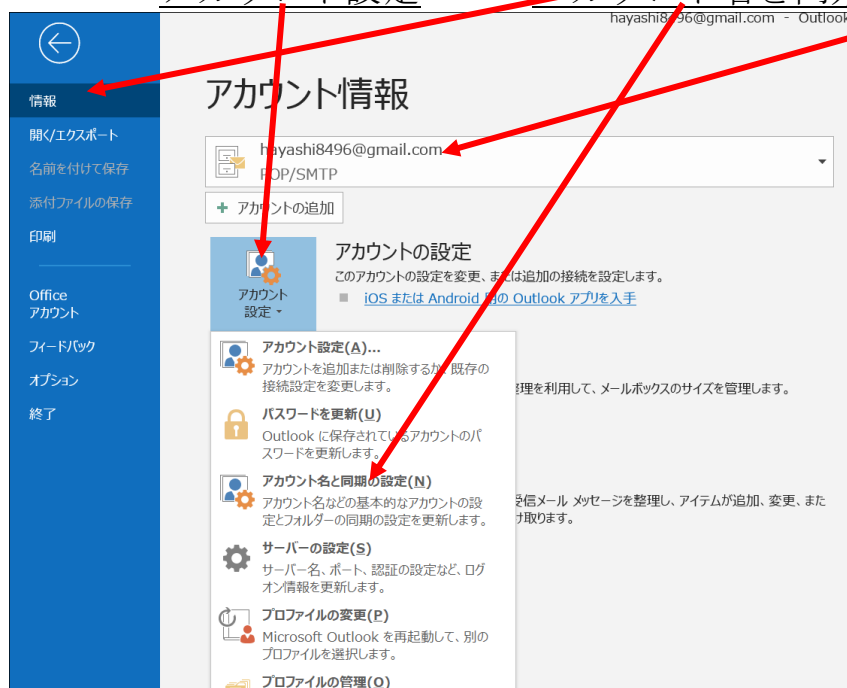 アカウント設定 アカウント名と同期
hayashi8496@gmail.com - Outlook
情報
開く/エクスポート
名前を付けて保存
添付ファイルの保存
印刷
Office
アカウント
フィードバック
オプション
終了
アカウント情報
hayashi8496@gmail.com
POP/SMTP
+ アカウントの追加
アカウント
設定
アカウントの設定
このアカウントの設定を変更、または追加の接続を設定します。
iOS または Android 用の Outlook アプリを入手
アカウント設定(A)...
アカウントを追加または削除するか、既存の
接続設定を変更します。
整理を利用して、メールボックスのサイズを管理します。
パスワードを更新(U)
Outlook に保存されているアカウントのパ
スワードを更新します。
アカウント名と同期の設定(N)
アカウント名などの基本的なアカウントの設
定とフォルダーの同期の設定を更新します。
受信メール メッセージを整理し、アイテムが追加、変更、また
け取ります。
サーバーの設定(S)
サーバー名、ポート、認証の設定など、ログ
オン情報を更新します。
プロファイルの変更(P)
Microsoft Outlook を再起動して、別の
プロファイルを選択します。
プロファイルの管理(O)